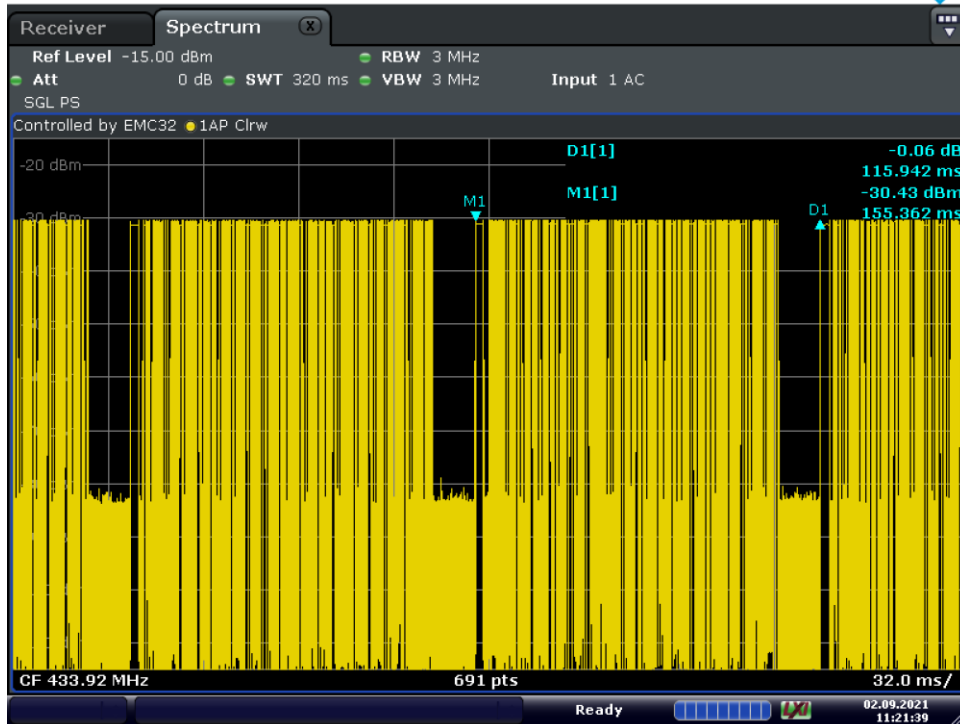 Receiver Spectrum X
Ref Level -15.00 dBm RBW 3 MHz
Att 0 dB SWT 320 ms VBW 3 MHz Input 1 AC
SGL PS
Controlled by EMC32 1AP Clrw
D1[1] -0.06 dB
-20 dBm 115.942 ms
M1[1] -30.43 dBm
M1 D1 155.362 ms
-30 dBm
CF 433.92 MHz 691 pts 32.0 ms/
Ready LXI 02.09.2021
11:21:39